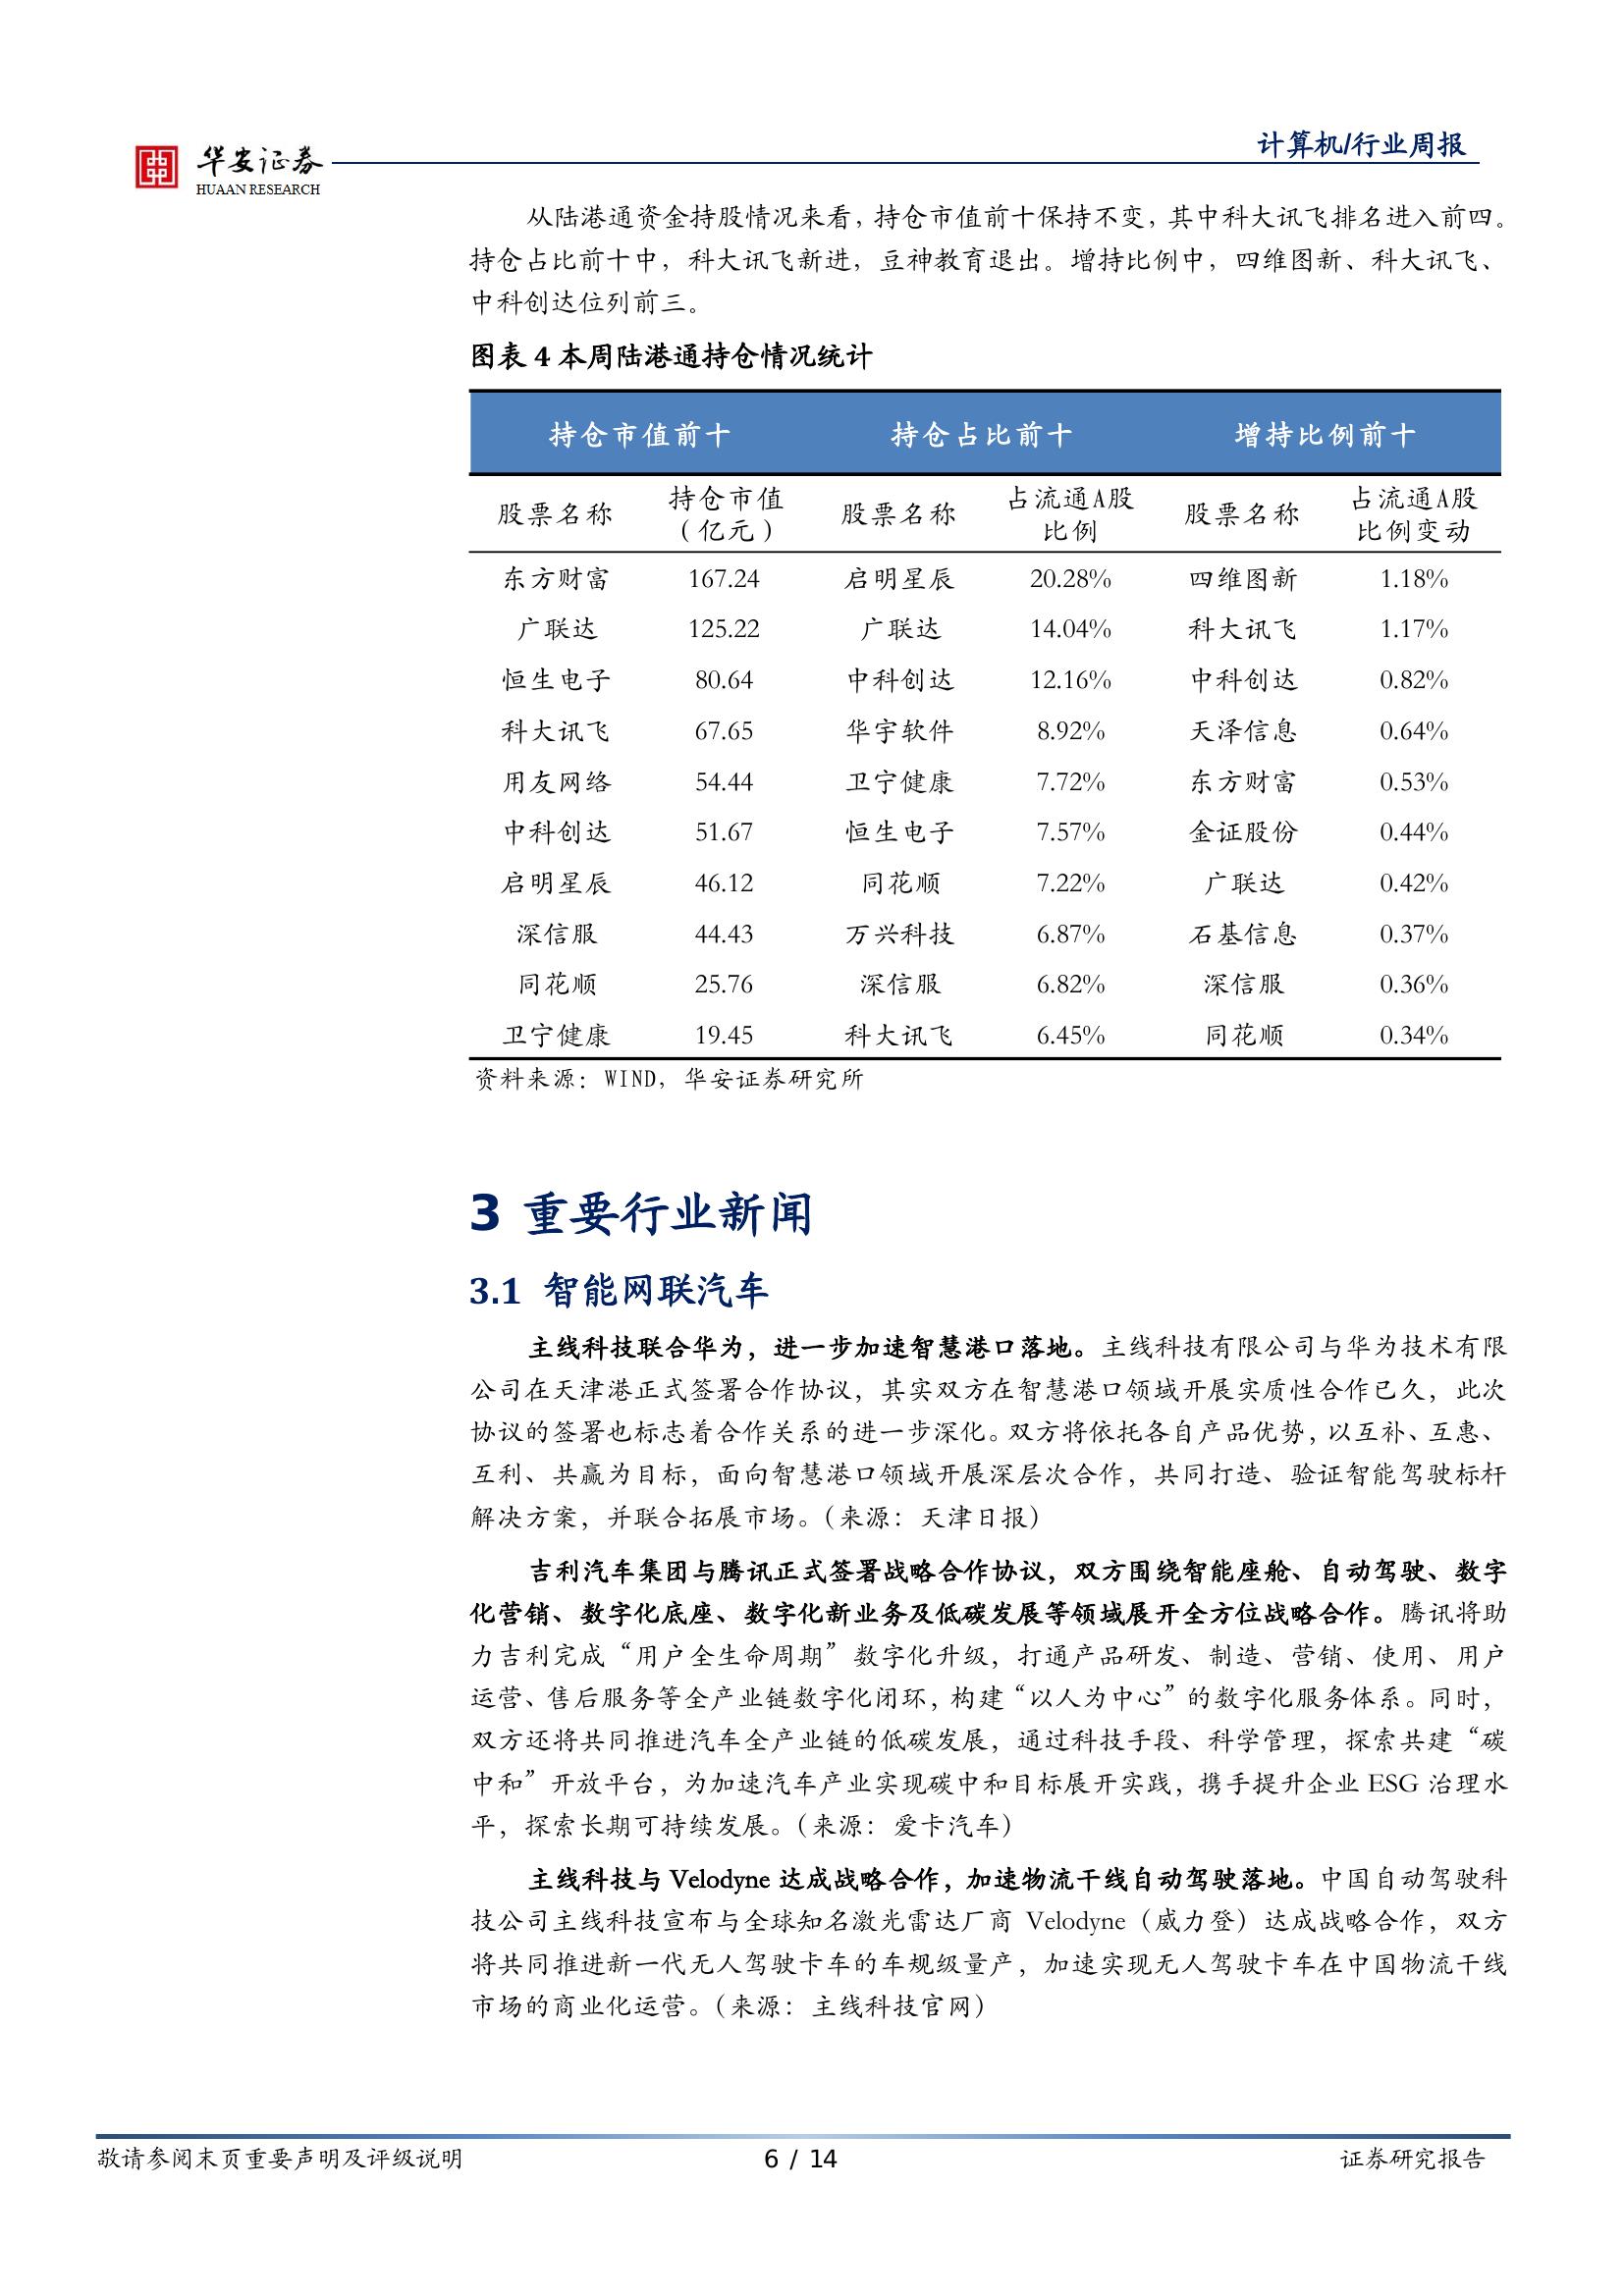 华安证券
HUAAN RESEARCH
计算机/行业周报
从陆港通资金持股情况来看，持仓市值前十保持不变，其中科大讯飞排名进入前四。
持仓占比前十中，科大讯飞新进，豆神教育退出。增持比例中，四维图新、科大讯飞、
中科创达位列前三。
图表 4 本周陆港通持仓情况统计
持仓市值前十 持仓占比前十 增持比例前十
股票名称 持仓市值（亿元） 股票名称 占流通A股比例 股票名称 占流通A股比例变动
东方财富 167.24 启明星辰 20.28% 四维图新 1.18%
广联达 125.22 广联达 14.04% 科大讯飞 1.17%
恒生电子 80.64 中科创达 12.16% 中科创达 0.82%
科大讯飞 67.65 华宇软件 8.92% 天泽信息 0.64%
用友网络 54.44 卫宁健康 7.72% 东方财富 0.53%
中科创达 51.67 恒生电子 7.57% 金证股份 0.44%
启明星辰 46.12 同花顺 7.22% 广联达 0.42%
深信服 44.43 万兴科技 6.87% 石基信息 0.37%
同花顺 25.76 深信服 6.82% 深信服 0.36%
卫宁健康 19.45 科大讯飞 6.45% 同花顺 0.34%
资料来源：WIND，华安证券研究所
3 重要行业新闻
3.1 智能网联汽车
主线科技联合华为，进一步加速智慧港口落地。主线科技有限公司与华为技术有限
公司在天津港正式签署合作协议，其实双方在智慧港口领域开展实质性合作已久，此次
协议的签署也标志着合作关系的进一步深化。双方将依托各自产品优势，以互补、互惠、
互利、共赢为目标，面向智慧港口领域开展深层次合作，共同打造、验证智能驾驶标杆
解决方案，并联合拓展市场。（来源：天津日报）
吉利汽车集团与腾讯正式签署战略合作协议，双方围绕智能座舱、自动驾驶、数字
化营销、数字化底座、数字化新业务及低碳发展等领域展开全方位战略合作。腾讯将助
力吉利完成“用户全生命周期”数字化升级，打通产品研发、制造、营销、使用、用户
运营、售后服务等全产业链数字化闭环，构建“以人为中心”的数字化服务体系。同时，
双方还将共同推进汽车全产业链的低碳发展，通过科技手段、科学管理，探索共建“碳
中和”开放平台，为加速汽车产业实现碳中和目标展开实践，携手提升企业 ESG 治理水
平，探索长期可持续发展。（来源：爱卡汽车）
主线科技与 Velodyne 达成战略合作，加速物流干线自动驾驶落地。中国自动驾驶科
技公司主线科技宣布与全球知名激光雷达厂商 Velodyne（威力登）达成战略合作，双方
将共同推进新一代无人驾驶卡车的车规级量产，加速实现无人驾驶卡车在中国物流干线
市场的商业化运营。（来源：主线科技官网）
敬请参阅末页重要声明及评级说明 6 / 14 证券研究报告